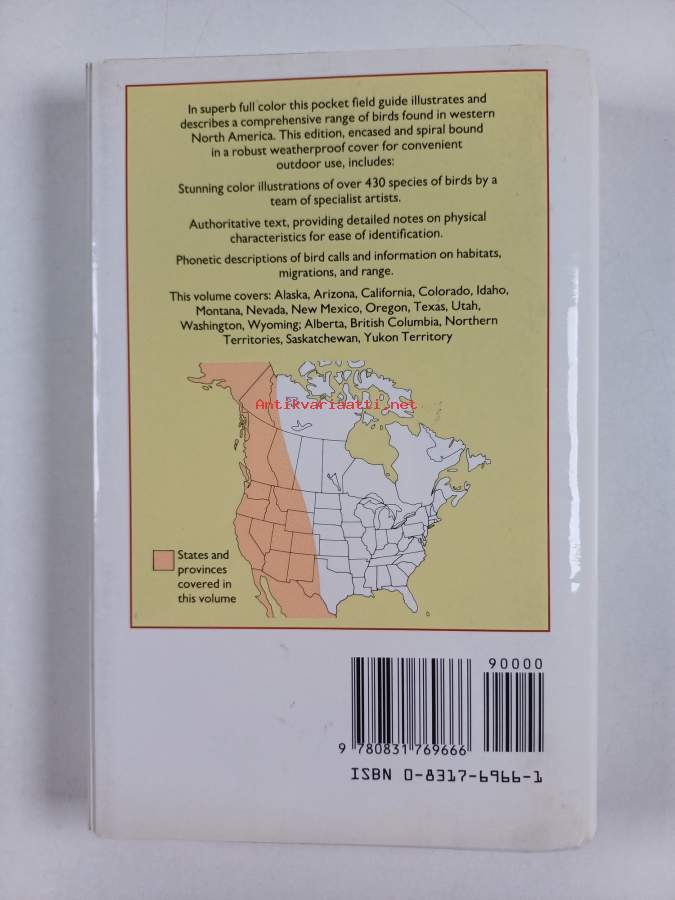 In superb full color this pocket field guide illustrates and
describes a comprehensive range of birds found in western
North America. This edition, encased and spiral bound
in a robust weatherproof cover for convenient
outdoor use, includes:
Stunning color illustrations of over 430 species of birds by a
team of specialist artists.
Authoritative text, providing detailed notes on physical
characteristics for ease of identification.
Phonetic descriptions of bird calls and information on habitats,
migrations, and range.
This volume covers: Alaska, Arizona, California, Colorado, Idaho,
Montana, Nevada, New Mexico, Oregon, Texas, Utah,
Washington, Wyoming; Alberta, British Columbia, Northern
Territories, Saskatchewan, Yukon Territory
Antikvariaatti.net
States and
provinces
covered in
this volume
90000
9 780831 769666
ISBN 0-8317-6966-1